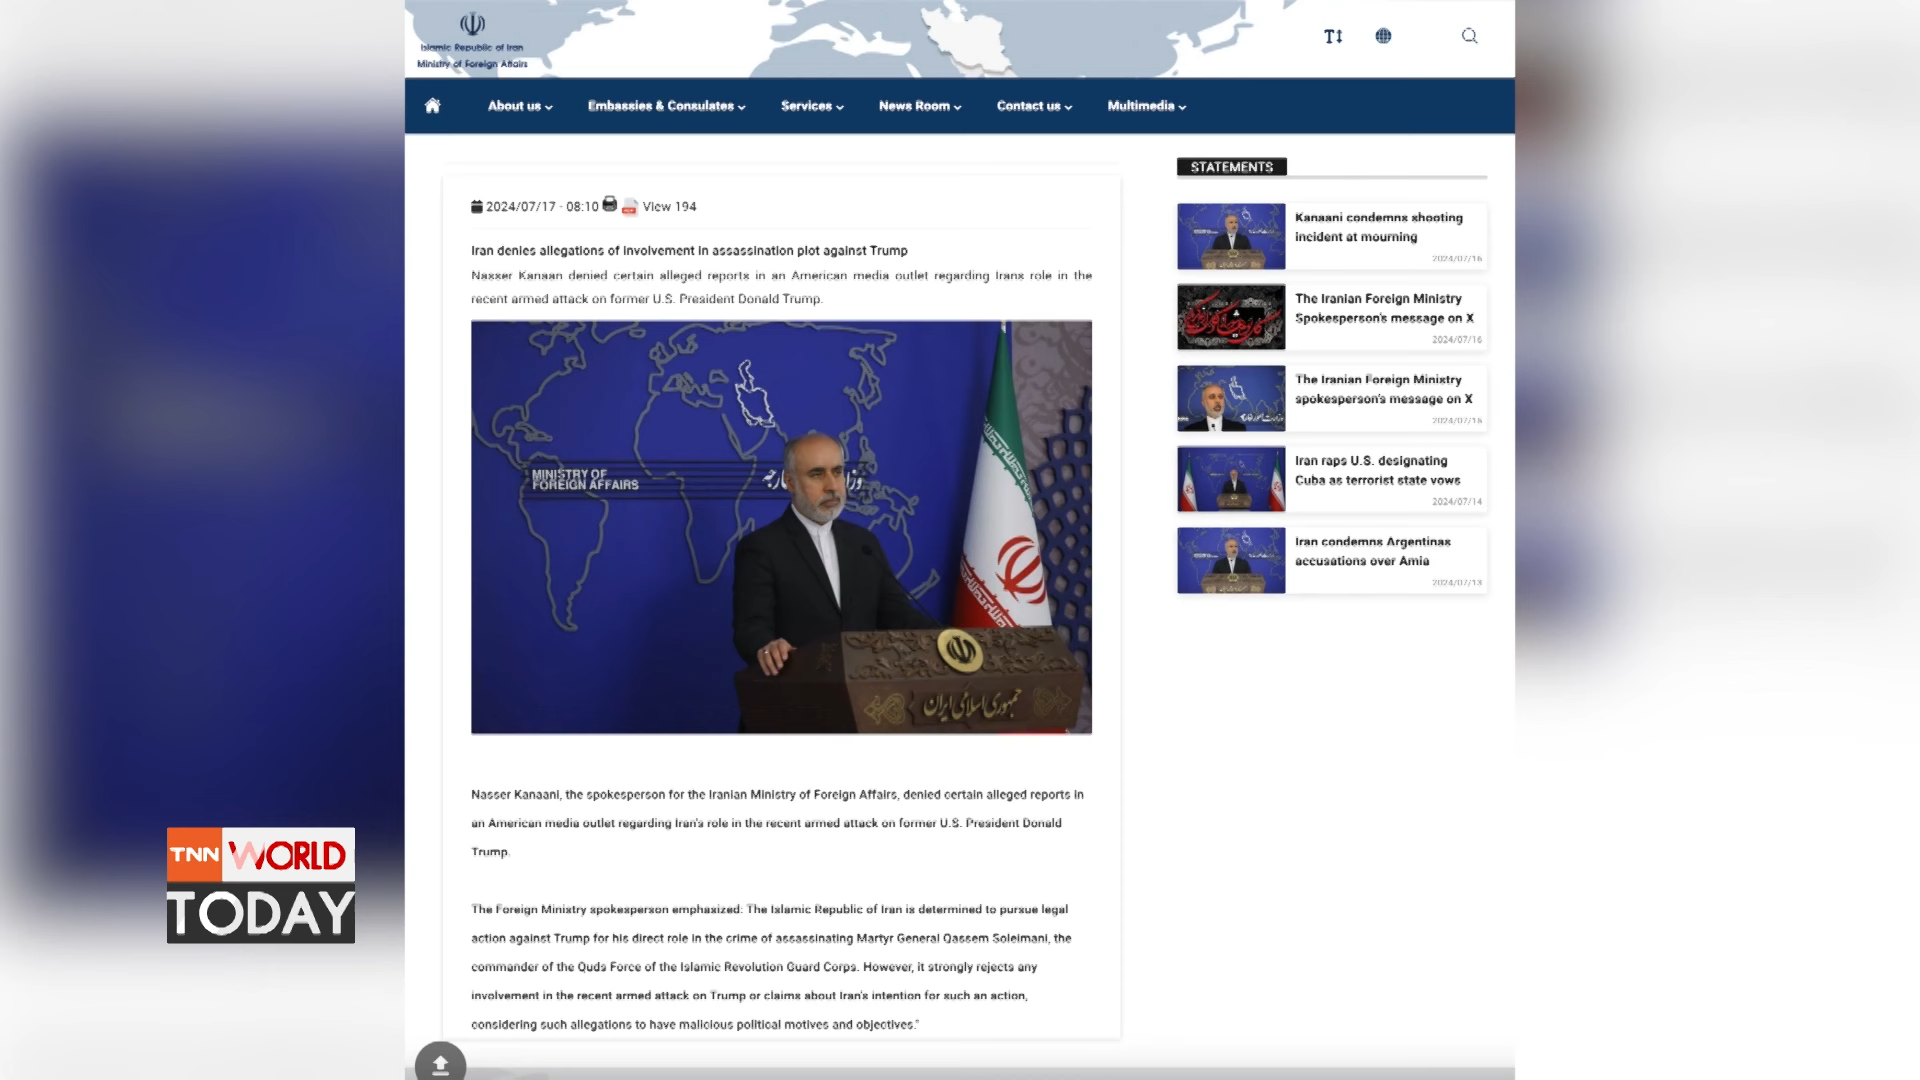 Islamic Republic of Iran
Ministry of Foreign Affairs
About us
Embassies & Consulates
Services
News Room
Contact us
Multimedia
2024/07/17 - 08:10
View 194
Iran denies allegations of involvement in assassination plot against Trump
Nasser Kanaan denied certain alleged reports in an American media outlet regarding Irans role in the
recent armed attack on former U.S. President Donald Trump.
MINISTRY OF
FOREIGN AFFAIRS
جمهوری اسلامی ایران
Nasser Kanaani, the spokesperson for the Iranian Ministry of Foreign Affairs, denied certain alleged reports in
an American media outlet regarding Iran's role in the recent armed attack on former U.S. President Donald
Trump.
The Foreign Ministry spokesperson emphasized: The Islamic Republic of Iran is determined to pursue legal
action against Trump for his direct role in the crime of assassinating Martyr General Qassem Soleimani, the
commander of the Quds Force of the Islamic Revolution Guard Corps. However, it strongly rejects any
involvement in the recent armed attack on Trump or claims about Iran's intention for such an action,
considering such allegations to have malicious political motives and objectives."
STATEMENTS
Kanaani condemns shooting
incident at mourning
2024/07/16
The Iranian Foreign Ministry
Spokesperson's message on X
2024/07/16
The Iranian Foreign Ministry
spokesperson's message on X
Iran raps U.S. designating
Cuba as terrorist state vows
2024/07/14
Iran condemns Argentinas
accusations over Amia
2024/07/13
TNN WORLD
TODAY